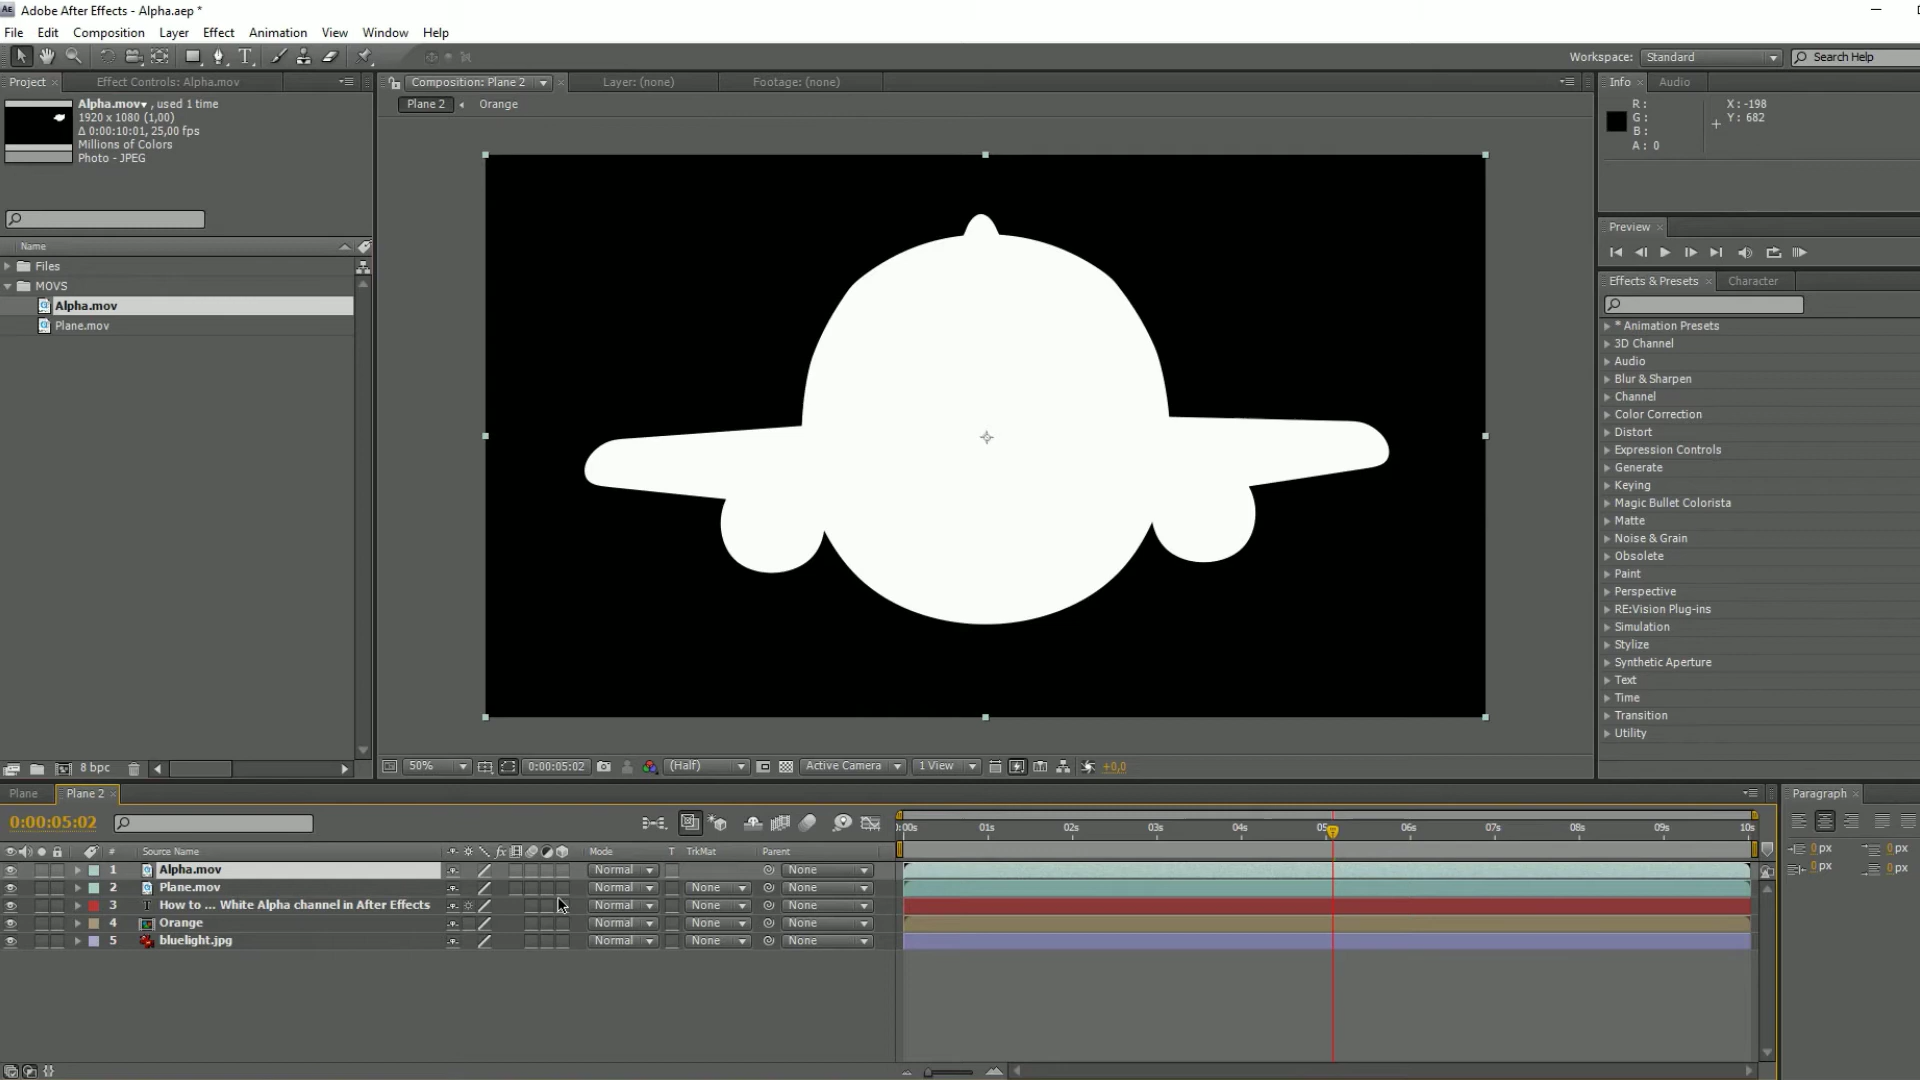 Adobe After Effects - Alpha.aep *
File Edit Composition Layer Effect Animation View Window Help
Workspace: Standard Search Help
Project Effect Controls: Alpha.mov Composition: Plane 2 Layer: (none) Footage: (none) Info Audio
Alpha.mov , used 1 time
1920 x 1080 (1,00)
Δ 0:00:10:01, 25,00 fps
Millions of Colors
Photo - JPEG
Plane 2 Orange
R :
G :
B :
A : 0
X : -198
Y : 682
Name
Files
MOVS
Alpha.mov
Plane.mov
Preview
Effects & Presets Character
* Animation Presets
3D Channel
Audio
Blur & Sharpen
Channel
Color Correction
Distort
Expression Controls
Generate
Keying
Magic Bullet Colorista
Matte
Noise & Grain
Obsolete
Paint
Perspective
RE:Vision Plug-ins
Simulation
Stylize
Synthetic Aperture
Text
Time
Transition
Utility
8 bpc
50% 0:00:05:02 (Half) Active Camera 1 View +0,0
Plane Plane 2 Paragraph
0:00:05:02
:00s 01s 02s 03s 04s 05s 06s 07s 08s 09s 10s
# Source Name Mode T TrkMat Parent
1 Alpha.mov Normal None
2 Plane.mov Normal None None
3 How to ... White Alpha channel in After Effects Normal None None
4 Orange Normal None None
5 bluelight.jpg Normal None None
0 px 0 px
0 px 0 px